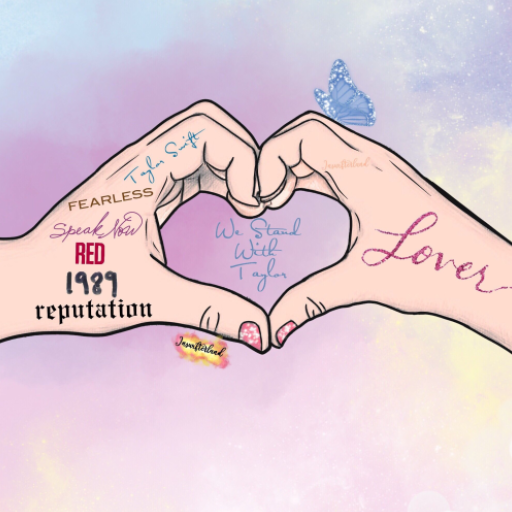 Taylor Swift
FEARLESS
Speak Now
RED
1989
reputation
We Stand
With
Taylor
Lover